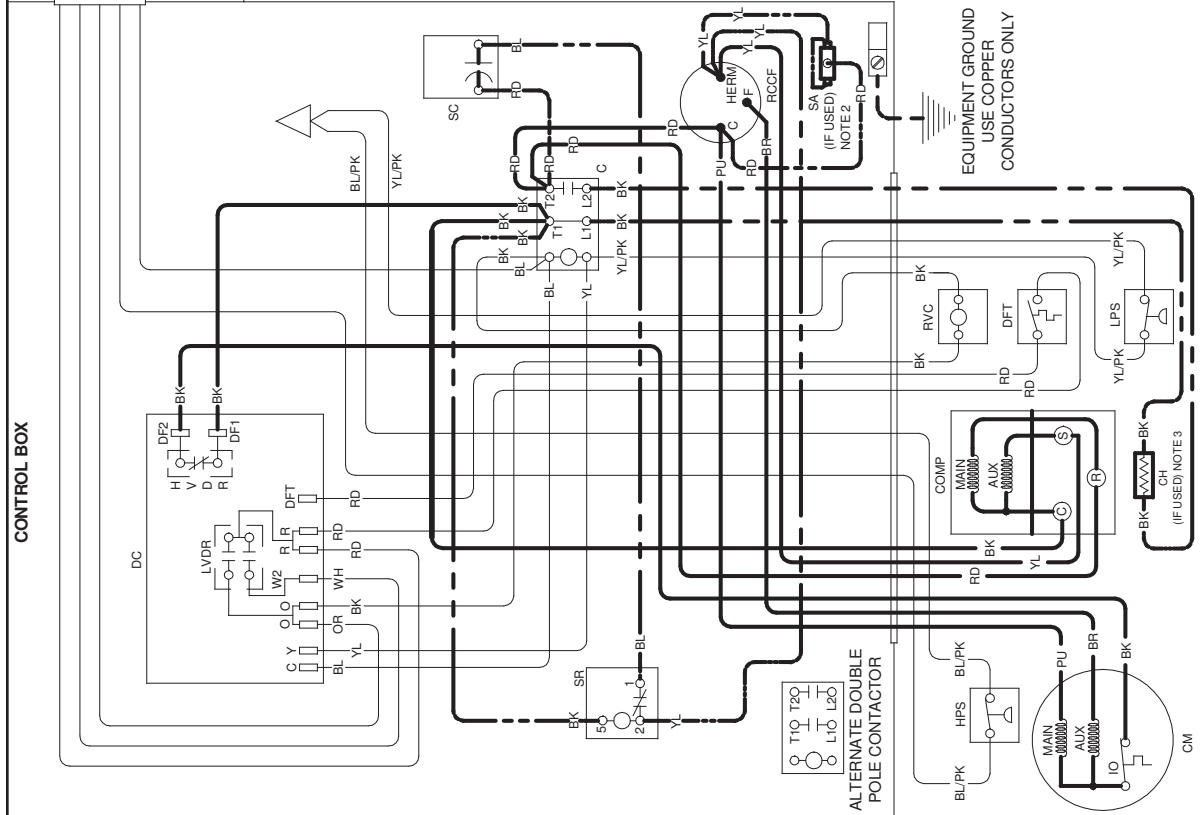 CONTROL BOX
DC
DF2
BK
DF1
BK
H
V
D
R
LVDR
DFT
RD
R
RD
R
RD
W2
WH
O
BK
O
OR
Y
YL
C
BL
BL/PK
YL/PK
SC
BL
RD
C
T2
T1
L2
L1
RD
RD
RD
BK
BK
BK
BK
BL
BK
BK
YL/PK
BL
YL
RD
RD
HERM
F
C
RCCF
YL
YL
YL
YL
YL
PU
RD
BR
RD
SA
(IF USED)
NOTE 2
EQUIPMENT GROUND
USE COPPER
CONDUCTORS ONLY
SR
BK
5
2
1
YL
BL
ALTERNATE DOUBLE
POLE CONTACTOR
T1
T2
L1
L2
RVC
BK
BK
DFT
RD
RD
LPS
YL/PK
YL/PK
COMP
MAIN
AUX
S
C
R
BK
YL
RD
BK
CH
BK
(IF USED) NOTE 3
HPS
BL/PK
BL/PK
PU
BR
BK
MAIN
AUX
IO
CM